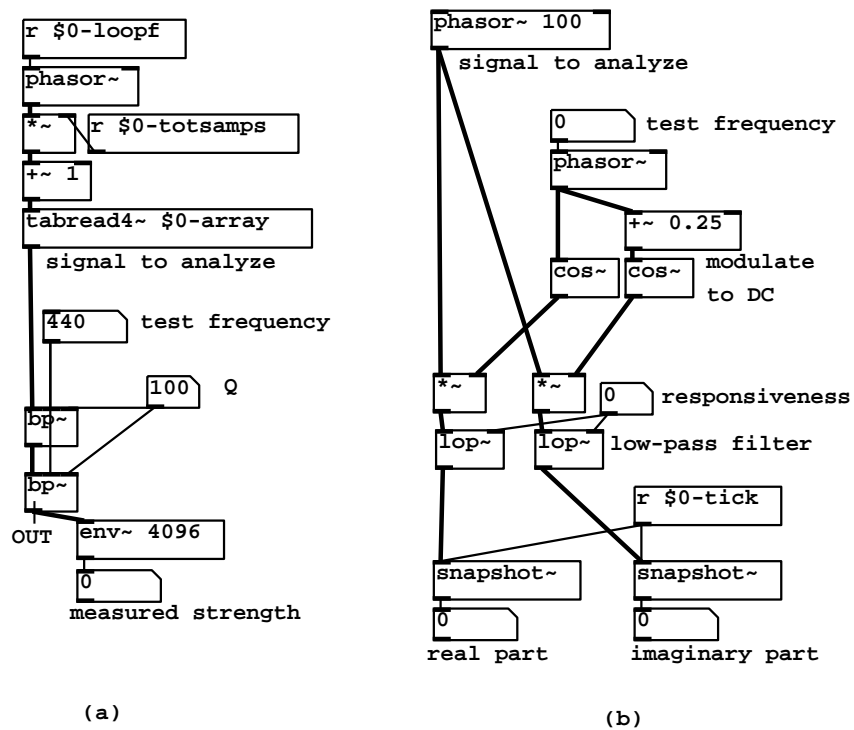 r $0-loopf
phasor~
*~
r $0-totsamps
+~ 1
tabread4~ $0-array
signal to analyze
440
test frequency
100
Q
bp~
bp~
OUT
env~ 4096
0
measured strength
(a)
phasor~ 100
signal to analyze
0
test frequency
phasor~
+~ 0.25
cos~
cos~
modulate
to DC
*~
*~
0
responsiveness
lop~
lop~
low-pass filter
r $0-tick
snapshot~
snapshot~
0
0
real part
imaginary part
(b)